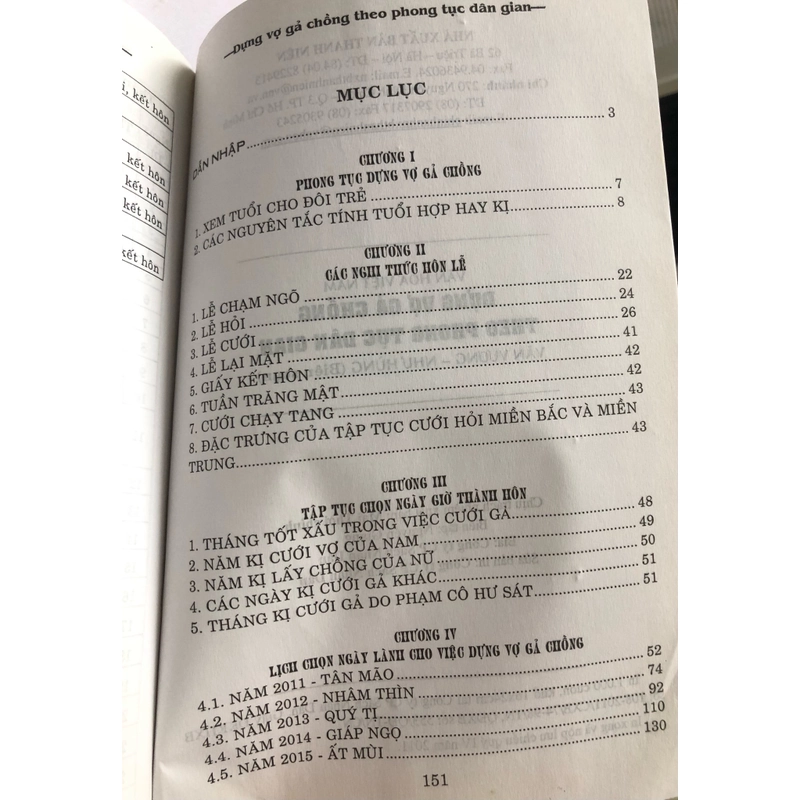 i, kết hôn
kết hôn
kết hôn
kết hôn
kết hôn
—Dựng vợ gả chồng theo phong tục dân gian—
MỤC LỤC
DẪN NHẬP 3
CHƯƠNG I
PHONG TỤC DỰNG VỢ GẢ CHỒNG
1. XEM TUỔI CHO ĐÔI TRẺ 7
2. CÁC NGUYÊN TẮC TÍNH TUỔI HỢP HAY KỊ 8
CHƯƠNG II
CÁC NGHI THỨC HÔN LỄ
1. LỄ CHẠM NGÕ 22
2. LỄ HỎI 24
3. LỄ CƯỚI 26
4. LỄ LẠI MẶT 41
5. GIẤY KẾT HÔN 42
6. TUẦN TRĂNG MẬT 42
7. CƯỚI CHẠY TANG 43
8. ĐẶC TRƯNG CỦA TẬP TỤC CƯỚI HỎI MIỀN BẮC VÀ MIỀN
TRUNG 43
CHƯƠNG III
TẬP TỤC CHỌN NGÀY GIỜ THÀNH HÔN
1. THÁNG TỐT XẤU TRONG VIỆC CƯỚI GẢ 48
2. NĂM KỊ CƯỚI VỢ CỦA NAM 49
3. NĂM KỊ LẤY CHỒNG CỦA NỮ 50
4. CÁC NGÀY KỊ CƯỚI GẢ KHÁC 51
5. THÁNG KỊ CƯỚI GẢ DO PHẠM CÔ HƯ SÁT 51
CHƯƠNG IV
LỊCH CHỌN NGÀY LÀNH CHO VIỆC DỰNG VỢ GẢ CHỒNG
4.1. NĂM 2011 - TÂN MÃO 52
4.2. NĂM 2012 - NHÂM THÌN 74
4.3. NĂM 2013 - QUÝ TỊ 92
4.4. NĂM 2014 - GIÁP NGỌ 110
4.5. NĂM 2015 - ẤT MÙI 130
151